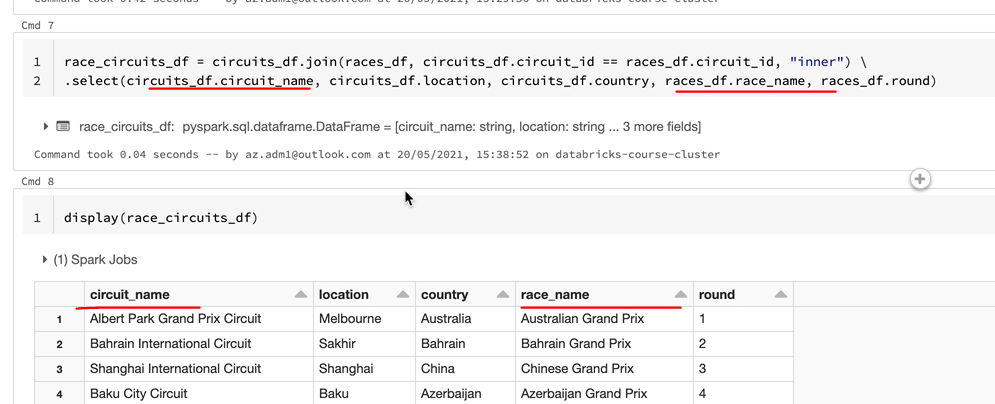 Command took 0.42 seconds -- by az.adm1@outlook.com at 20/05/2021, 15:29:50 on databricks-course-cluster
Cmd 7
1 race_circuits_df = circuits_df.join(races_df, circuits_df.circuit_id == races_df.circuit_id, "inner") \
2 .select(circuits_df.circuit_name, circuits_df.location, circuits_df.country, races_df.race_name, races_df.round)
race_circuits_df: pyspark.sql.dataframe.DataFrame = [circuit_name: string, location: string ... 3 more fields]
Command took 0.04 seconds -- by az.adm1@outlook.com at 20/05/2021, 15:38:52 on databricks-course-cluster
Cmd 8
1 display(race_circuits_df)
(1) Spark Jobs
circuit_name location country race_name round
1 Albert Park Grand Prix Circuit Melbourne Australia Australian Grand Prix 1
2 Bahrain International Circuit Sakhir Bahrain Bahrain Grand Prix 2
3 Shanghai International Circuit Shanghai China Chinese Grand Prix 3
4 Baku City Circuit Baku Azerbaijan Azerbaijan Grand Prix 4